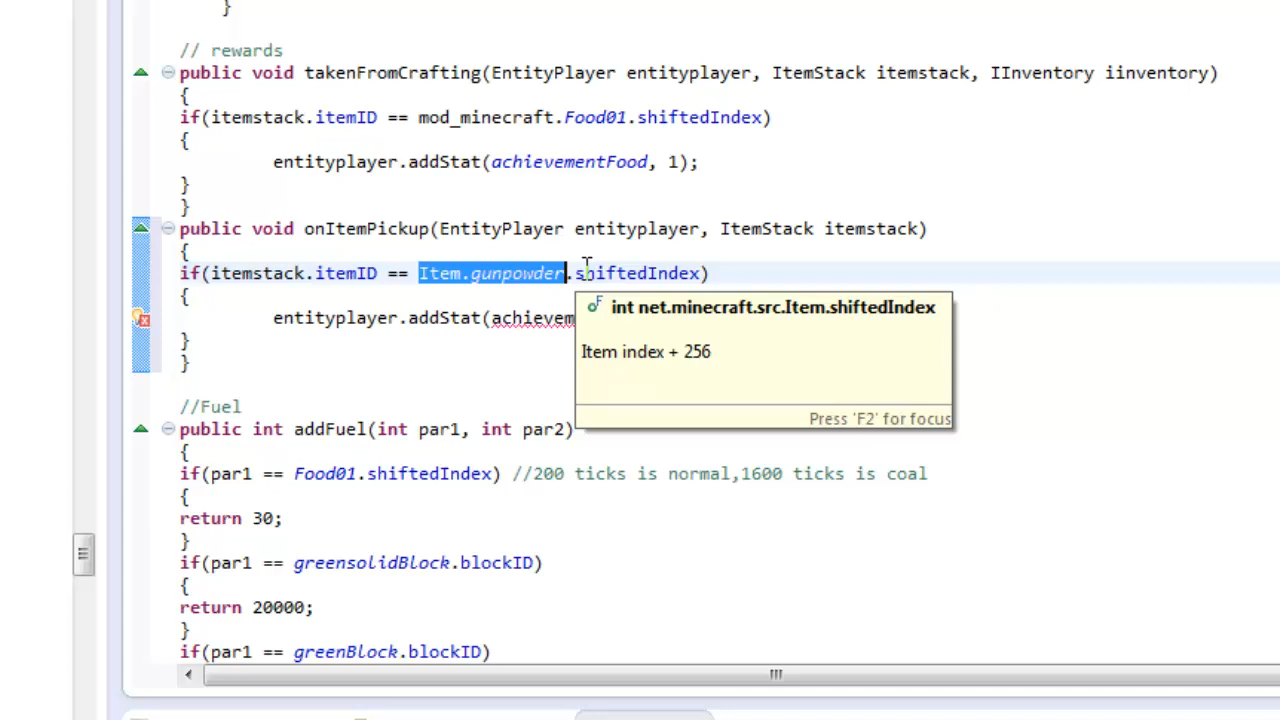 }
// rewards
public void takenFromCrafting(EntityPlayer entityplayer, ItemStack itemstack, IInventory iinventory)
{
if(itemstack.itemID == mod_minecraft.Food01.shiftedIndex)
{
entityplayer.addStat(achievementFood, 1);
}
}
public void onItemPickup(EntityPlayer entityplayer, ItemStack itemstack)
{
if(itemstack.itemID == Item.gunpowder.shiftedIndex)
{
int net.minecraft.src.Item.shiftedIndex
entityplayer.addStat(achievem
Item index + 256
}
}
Press 'F2' for focus
//Fuel
public int addFuel(int par1, int par2)
{
if(par1 == Food01.shiftedIndex) //200 ticks is normal,1600 ticks is coal
{
return 30;
}
if(par1 == greensolidBlock.blockID)
{
return 20000;
}
if(par1 == greenBlock.blockID)